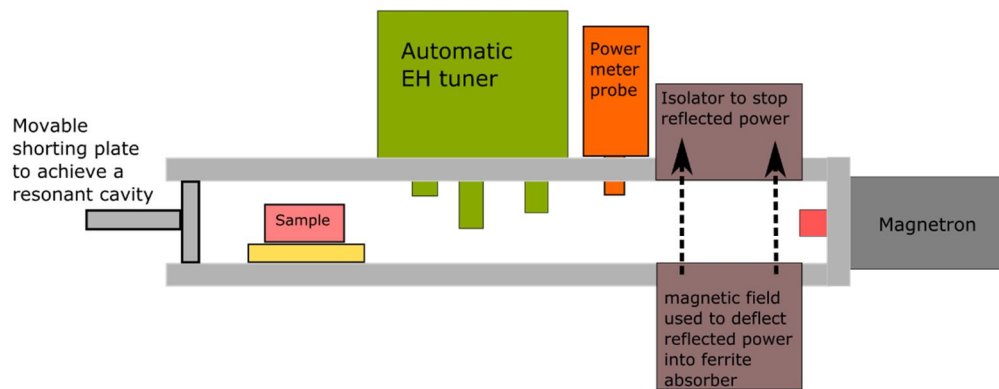 Automatic
EH tuner
Power
meter
probe
Isolator to stop
reflected power
Movable
shorting plate
to achieve a
resonant cavity
Sample
Magnetron
magnetic field
used to deflect
reflected power
into ferrite
absorber